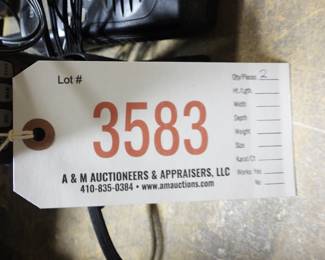 Lot #
3583
A & M AUCTIONEERS & APPRAISERS, LLC
410-835-0384 • www.amauctions.com
Qty/Pieces 2
Ht./Lgth.
Width
Depth
Weight
Size
Karat/Ct
Works: Yes
No